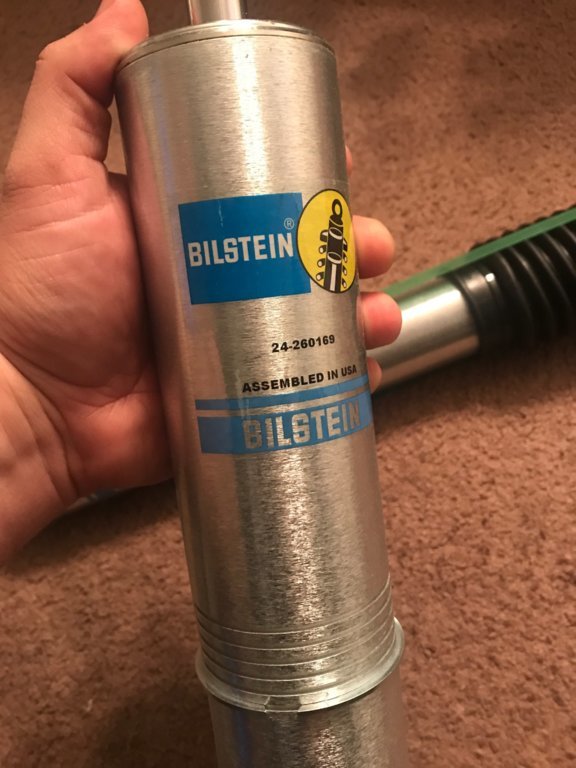 BILSTEIN®
24-260169
ASSEMBLED IN USA
BILSTEIN